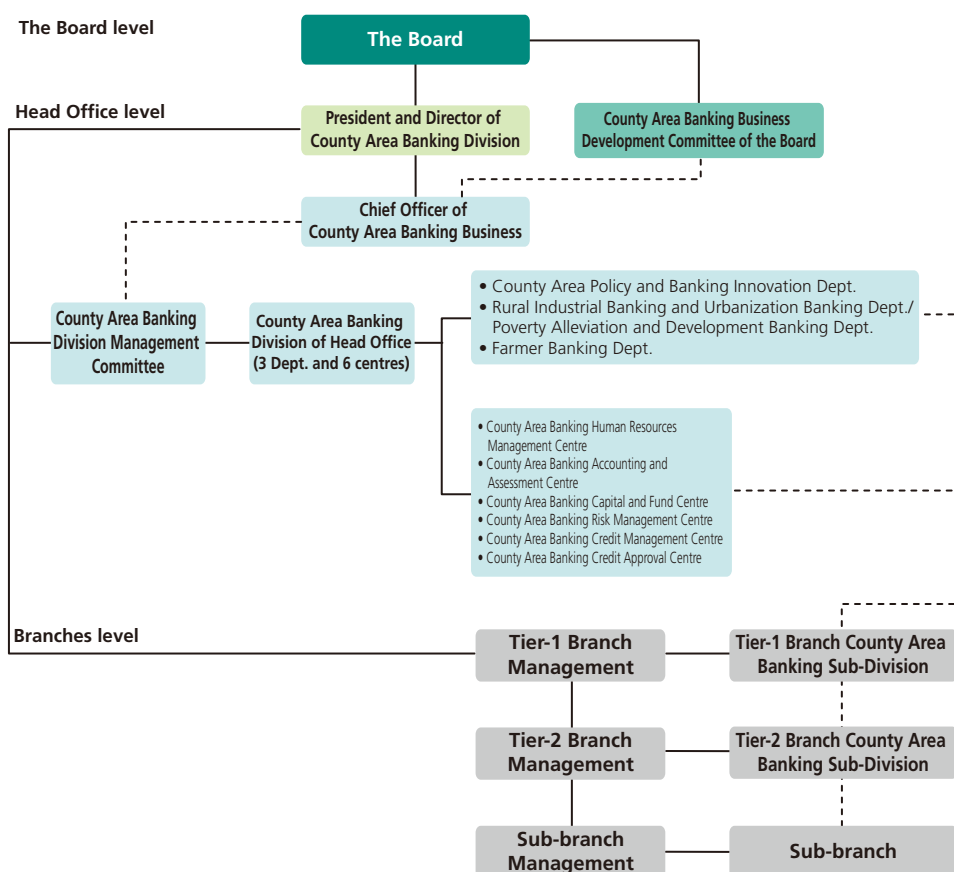 The Board level
The Board
Head Office level
President and Director of
County Area Banking Division
County Area Banking Business
Development Committee of the Board
Chief Officer of
County Area Banking Business
County Area Banking
Division Management
Committee
County Area Banking
Division of Head Office
(3 Dept. and 6 centres)
• County Area Policy and Banking Innovation Dept.
• Rural Industrial Banking and Urbanization Banking Dept./
Poverty Alleviation and Development Banking Dept.
• Farmer Banking Dept.
• County Area Banking Human Resources
Management Centre
• County Area Banking Accounting and
Assessment Centre
• County Area Banking Capital and Fund Centre
• County Area Banking Risk Management Centre
• County Area Banking Credit Management Centre
• County Area Banking Credit Approval Centre
Branches level
Tier-1 Branch
Management
Tier-1 Branch County Area
Banking Sub-Division
Tier-2 Branch
Management
Tier-2 Branch County Area
Banking Sub-Division
Sub-branch
Management
Sub-branch